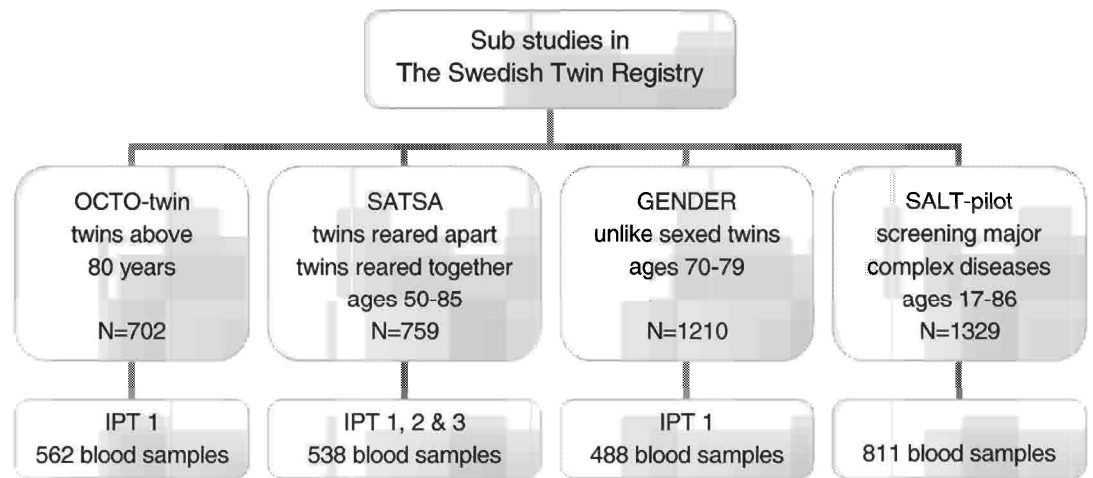 Sub studies in
The Swedish Twin Registry
OCTO-twin
twins above
80 years
N=702
SATSA
twins reared apart
twins reared together
ages 50-85
N=759
GENDER
unlike sexed twins
ages 70-79
N=1210
SALT-pilot
screening major
complex diseases
ages 17-86
N=1329
IPT 1
562 blood samples
IPT 1, 2 & 3
538 blood samples
IPT 1
488 blood samples
811 blood samples